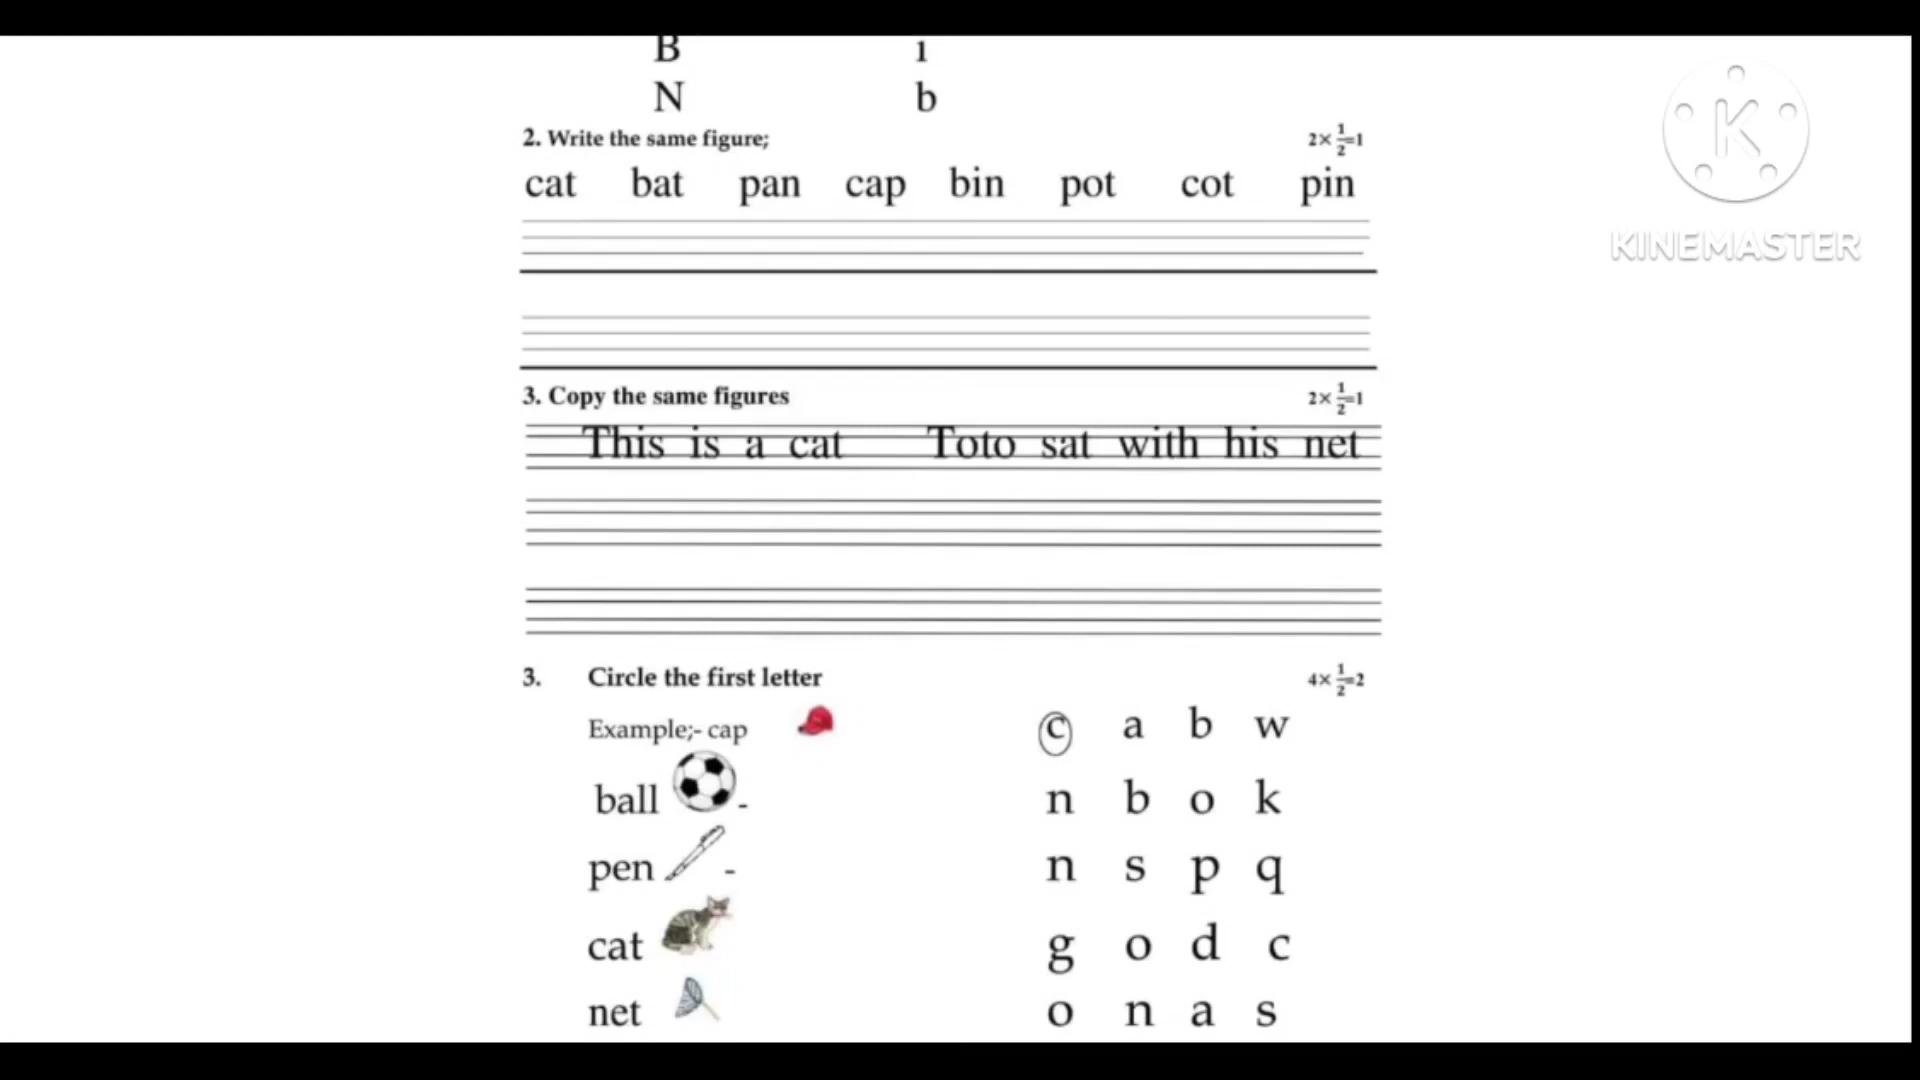 B 1
N b
2. Write the same figure; 2× 1/2=1
cat bat pan cap bin pot cot pin
3. Copy the same figures 2× 1/2=1
This is a cat Toto sat with his net
3. Circle the first letter 4× 1/2=2
Example;- cap c a b w
ball - n b o k
pen - n s p q
cat g o d c
net o n a s
K
KINEMASTER